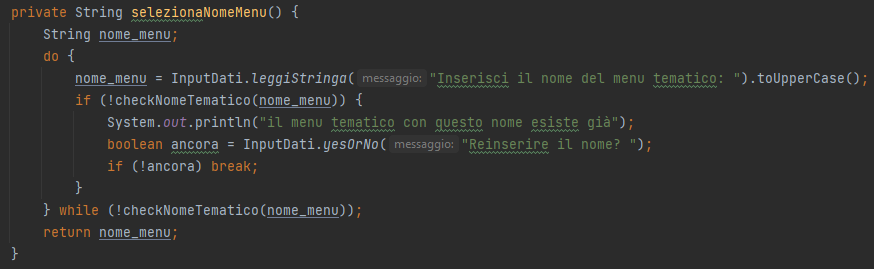 private String selezionaNomeMenu() {
    String nome_menu;
    do {
        nome_menu = InputDati.leggiStringa( messaggio: "Inserisci il nome del menu tematico: ").toUpperCase();
        if (!checkNomeTematico(nome_menu)) {
            System.out.println("il menu tematico con questo nome esiste già");
            boolean ancora = InputDati.yesOrNo( messaggio: "Reinserire il nome? ");
            if (!ancora) break;
        }
    } while (!checkNomeTematico(nome_menu));
    return nome_menu;
}